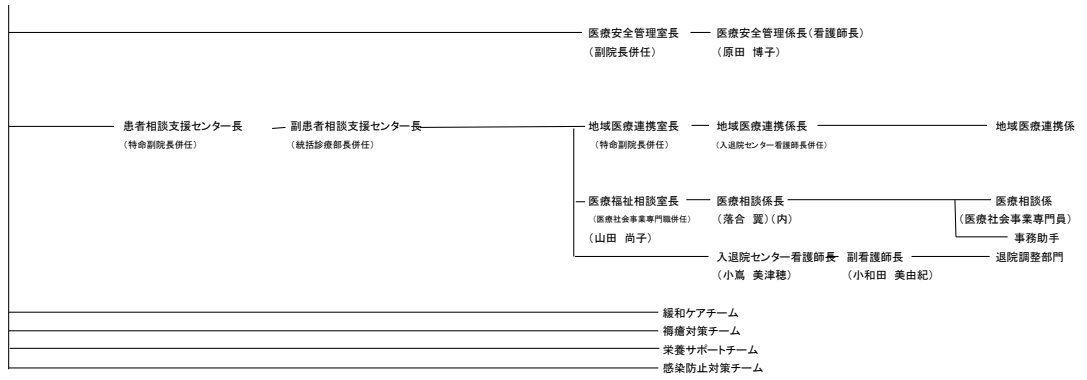 医療安全管理室長 医療安全管理係長(看護師長)
(副院長併任) (原田 博子)
患者相談支援センター長 副患者相談支援センター長 地域医療連携室長 地域医療連携係長 地域医療連携係
(特命副院長併任) (統括診療部長併任) (特命副院長併任) (入退院センター看護師長併任)
医療福祉相談室長 医療相談係長 医療相談係
(医療社会事業専門職併任) (落合 翼)(内) (医療社会事業専門員)
(山田 尚子) 事務助手
入退院センター看護師長 副看護師長 退院調整部門
(小嶌 美津穂) (小和田 美由紀)
緩和ケアチーム
褥瘡対策チーム
栄養サポートチーム
感染防止対策チーム